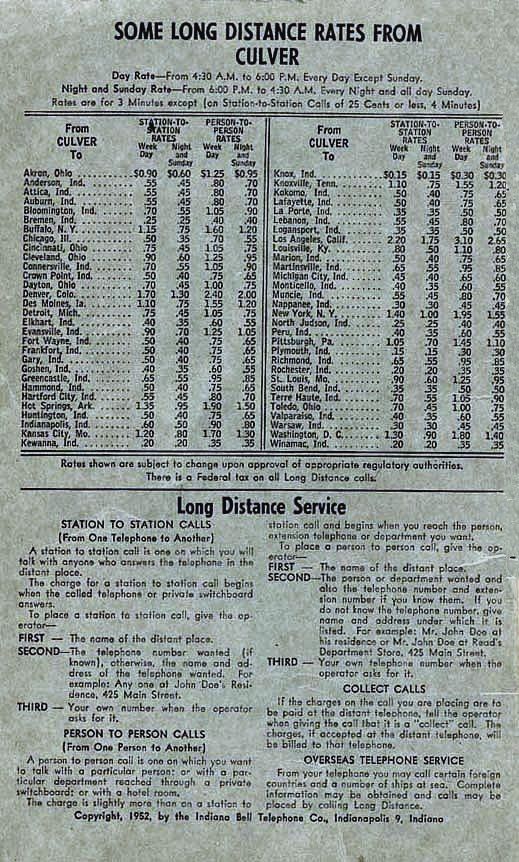 SOME LONG DISTANCE RATES FROM
CULVER
Day Rate—From 4:30 A.M. to 6:00 P.M. Every Day Except Sunday.
Night and Sunday Rate—From 6:00 P.M. to 4:30 A.M. Every Night and all day Sunday.
Rates are for 3 Minutes except (on Station-to-Station Calls of 25 Cents or less, 4 Minutes)
From CULVER To | STATION-TO-STATION RATES Week Day | Night and Sunday | PERSON-TO-PERSON RATES Week Day | Night and Sunday
Akron, Ohio $0.90 $0.60 $1.25 $0.95
Anderson, Ind. .55 .45 .80 .70
Attica, Ind. .55 .45 .80 .70
Auburn, Ind. .55 .45 .80 .70
Bloomington, Ind. .70 .55 1.05 .90
Bremen, Ind. .25 .25 .40 .40
Buffalo, N. Y. 1.15 .75 1.60 1.20
Chicago, Ill. .50 .35 .70 .55
Cincinnati, Ohio .75 .45 1.05 .75
Cleveland, Ohio .90 .60 1.25 .95
Connersville, Ind. .70 .55 1.05 .90
Crown Point, Ind. .50 .40 .75 .65
Dayton, Ohio .70 .45 1.00 .75
Denver, Colo. 1.70 1.30 2.40 2.00
Des Moines, Ia. 1.10 .75 1.55 1.20
Detroit, Mich. .75 .45 1.05 .75
Elkhart, Ind. .40 .35 .60 .55
Evansville, Ind. .90 .70 1.25 1.05
Fort Wayne, Ind. .50 .40 .75 .65
Frankfort, Ind. .50 .40 .75 .65
Gary, Ind. .50 .40 .75 .65
Goshen, Ind. .40 .35 .60 .55
Greencastle, Ind. .65 .55 .95 .85
Hammond, Ind. .50 .40 .75 .65
Hartford City, Ind. .55 .45 .80 .70
Hot Springs, Ark. 1.35 .95 1.90 1.50
Huntington, Ind. .50 .40 .75 .65
Indianapolis, Ind. .60 .50 .90 .80
Kansas City, Mo. 1.20 .80 1.70 1.30
Kewanna, Ind. .20 .20 .35 .35
From CULVER To | STATION-TO-STATION RATES Week Day | Night and Sunday | PERSON-TO-PERSON RATES Week Day | Night and Sunday
Knox, Ind. $0.15 $0.15 $0.30 $0.30
Knoxville, Tenn. 1.10 .75 1.55 1.20
Kokomo, Ind. .50 .40 .75 .65
Lafayette, Ind. .50 .40 .75 .65
La Porte, Ind. .35 .35 .50 .50
Lebanon, Ind. .55 .45 .80 .70
Logansport, Ind. .35 .35 .50 .50
Los Angeles, Calif. 2.20 1.75 3.10 2.65
Louisville, Ky. .80 .50 1.10 .80
Marion, Ind. .50 .40 .75 .65
Martinsville, Ind. .65 .55 .95 .85
Michigan City, Ind. .45 .40 .65 .60
Monticello, Ind. .40 .35 .60 .55
Muncie, Ind. .55 .45 .80 .70
Nappanee, Ind. .30 .30 .45 .45
New York, N. Y. 1.40 1.00 1.95 1.55
North Judson, Ind. .25 .25 .40 .40
Peru, Ind. .40 .35 .60 .55
Pittsburgh, Pa. 1.05 .70 1.45 1.10
Plymouth, Ind. .15 .15 .30 .30
Richmond, Ind. .65 .55 .95 .85
Rochester, Ind. .20 .20 .35 .35
St. Louis, Mo. .90 .60 1.25 .95
South Bend, Ind. .35 .35 .50 .50
Terre Haute, Ind. .70 .55 1.05 .90
Toledo, Ohio .70 .45 1.00 .75
Valparaiso, Ind. .40 .35 .60 .55
Warsaw, Ind. .30 .30 .45 .45
Washington, D. C. 1.30 .90 1.80 1.40
Winamac, Ind. .20 .20 .35 .35
Rates shown are subject to change upon approval of appropriate regulatory authorities.
There is a Federal tax on all Long Distance calls.
Long Distance Service
STATION TO STATION CALLS
(From One Telephone to Another)
A station to station call is one on which you will
talk with anyone who answers the telephone in the
distant place.
The charge for a station to station call begins
when the called telephone or private switchboard
answers.
To place a station to station call, give the op-
erator—
FIRST — The name of the distant place.
SECOND—The telephone number wanted (if
known), otherwise, the name and ad-
dress of the telephone wanted. For
example: Any one at John Doe's Resi-
dence, 425 Main Street.
THIRD — Your own number when the operator
asks for it.
PERSON TO PERSON CALLS
(From One Person to Another)
A person to person call is one on which you want
to talk with a particular person; or with a par-
ticular department reached through a private
switchboard; or with a hotel room.
The charge is slightly more than on a station to
station call and begins when you reach the person,
extension telephone or department you want.
To place a person to person call, give the op-
erator—
FIRST — The name of the distant place.
SECOND—The person or department wanted and
also the telephone number and exten-
sion number if you know them. If you
do not know the telephone number, give
name and address under which it is
listed. For example: Mr. John Doe at
his residence or Mr. John Doe at Read's
Department Store, 425 Main Street.
THIRD — Your own telephone number when the
operator asks for it.
COLLECT CALLS
If the charges on the call you are placing are to
be paid at the distant telephone, tell the operator
when giving the call that it is a "collect" call. The
charges, if accepted at the distant telephone, will
be billed to that telephone.
OVERSEAS TELEPHONE SERVICE
From your telephone you may call certain foreign
countries and a number of ships at sea. Complete
information may be obtained and calls may be
placed by calling Long Distance.
Copyright, 1952, by the Indiana Bell Telephone Co., Indianapolis 9, Indiana